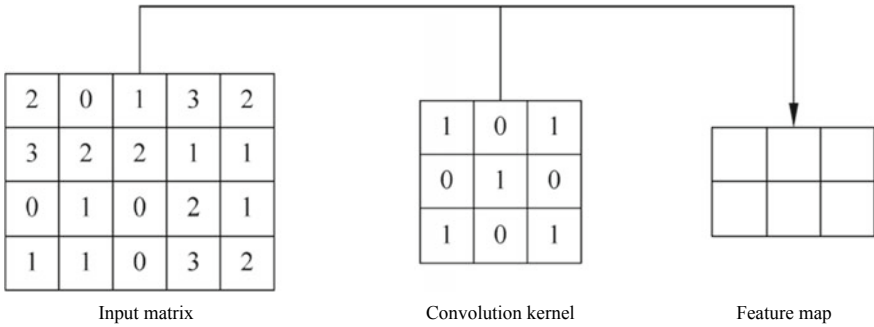 2 0 1 3 2
3 2 2 1 1
0 1 0 2 1
1 1 0 3 2
1 0 1
0 1 0
1 0 1
Input matrix
Convolution kernel
Feature map